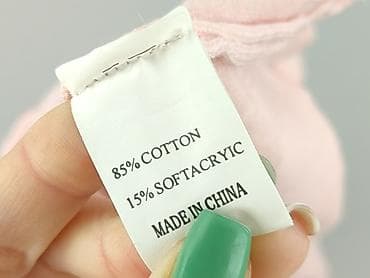 85% COTTON
15% SOFTACRYIC
MADE IN CHINA